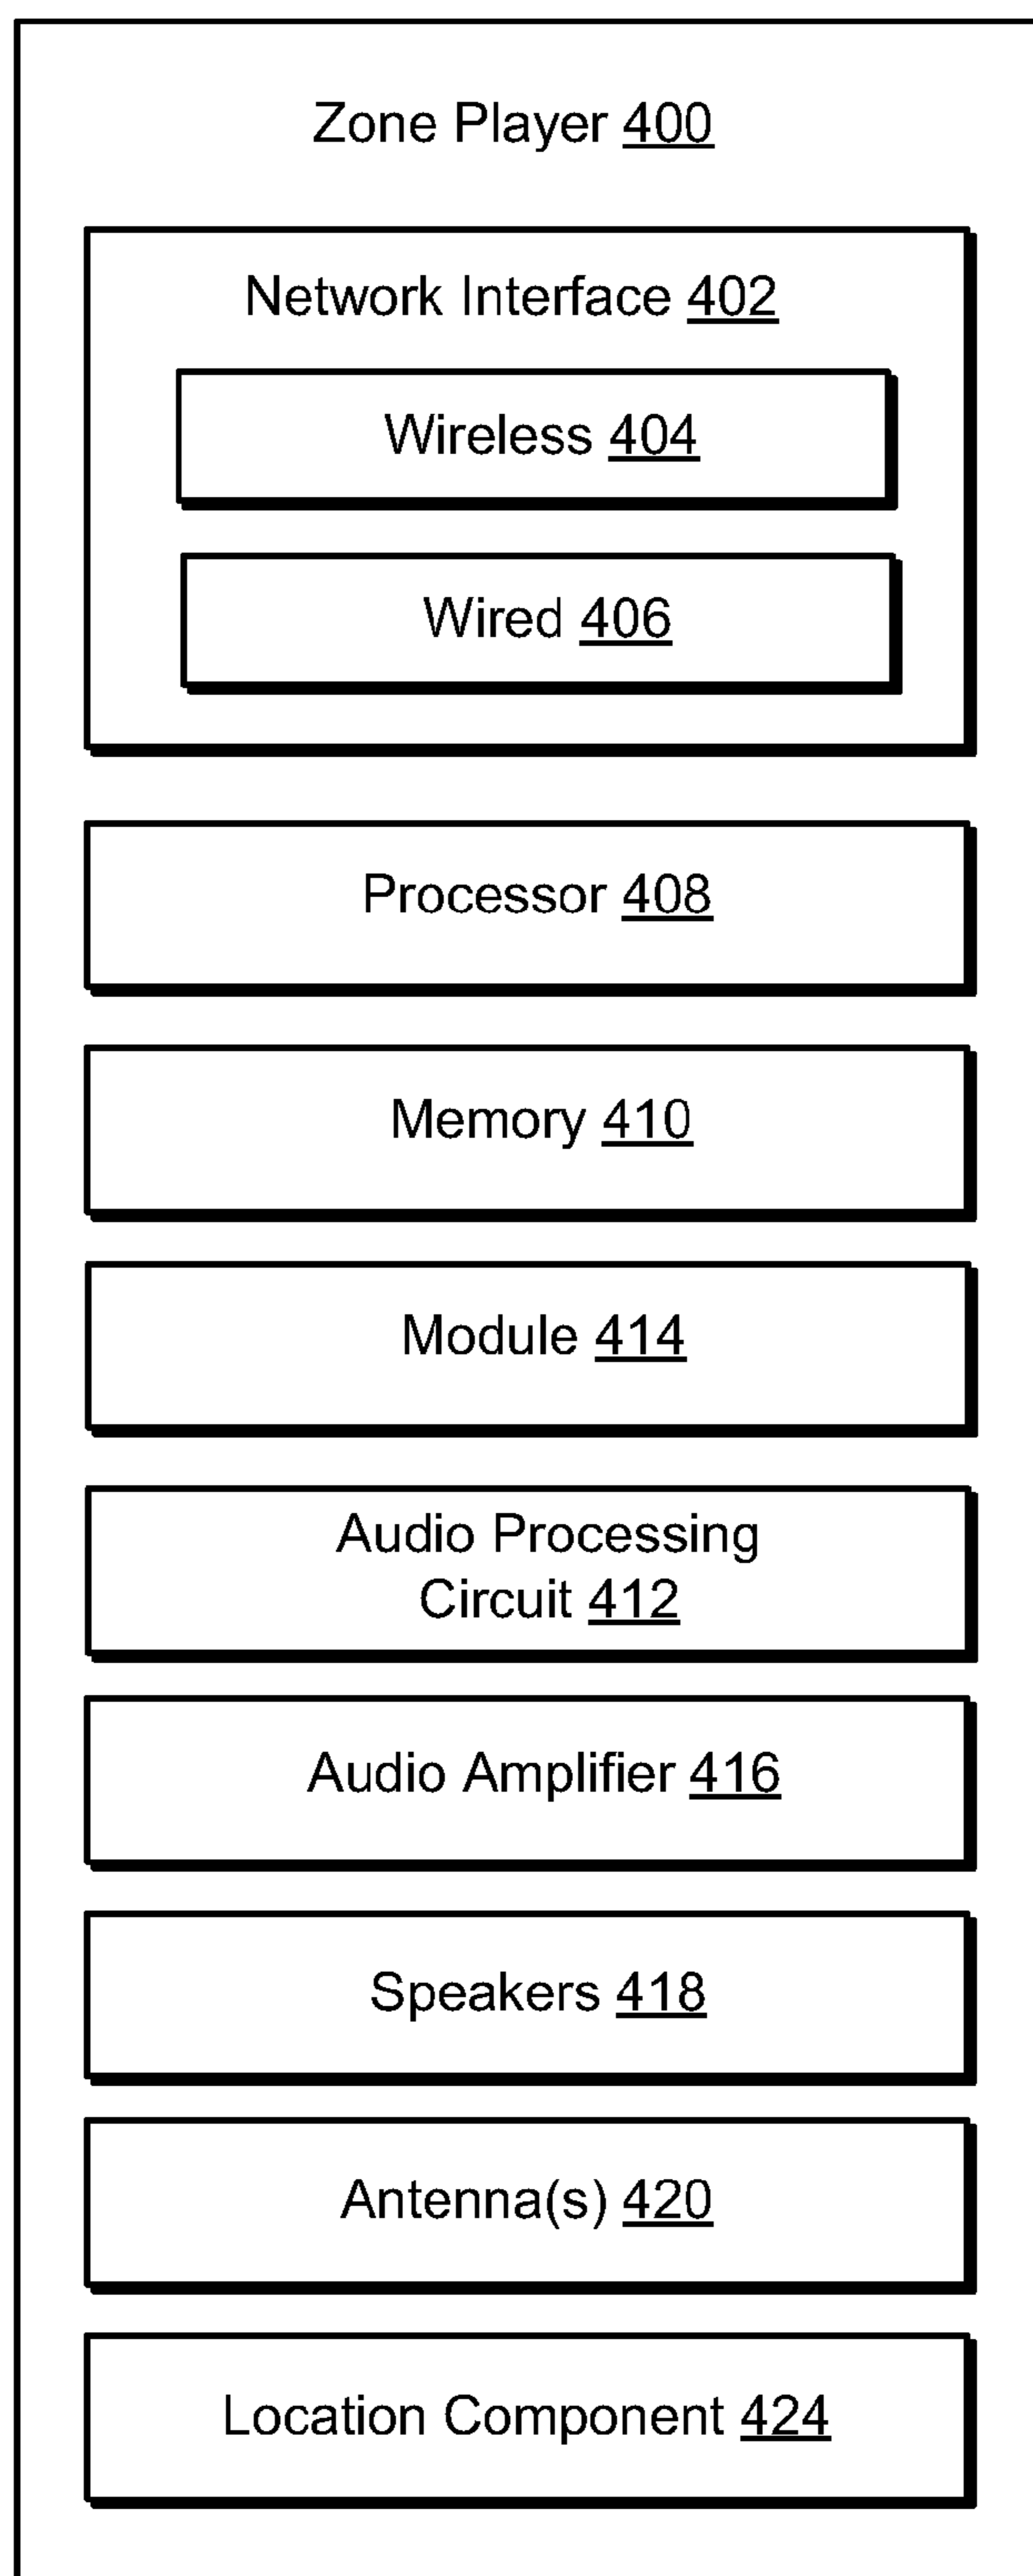 Zone Player 400
Network Interface 402
Wireless 404
Wired 406
Processor 408
Memory 410
Module 414
Audio Processing
Circuit 412
Audio Amplifier 416
Speakers 418
Antenna(s) 420
Location Component 424